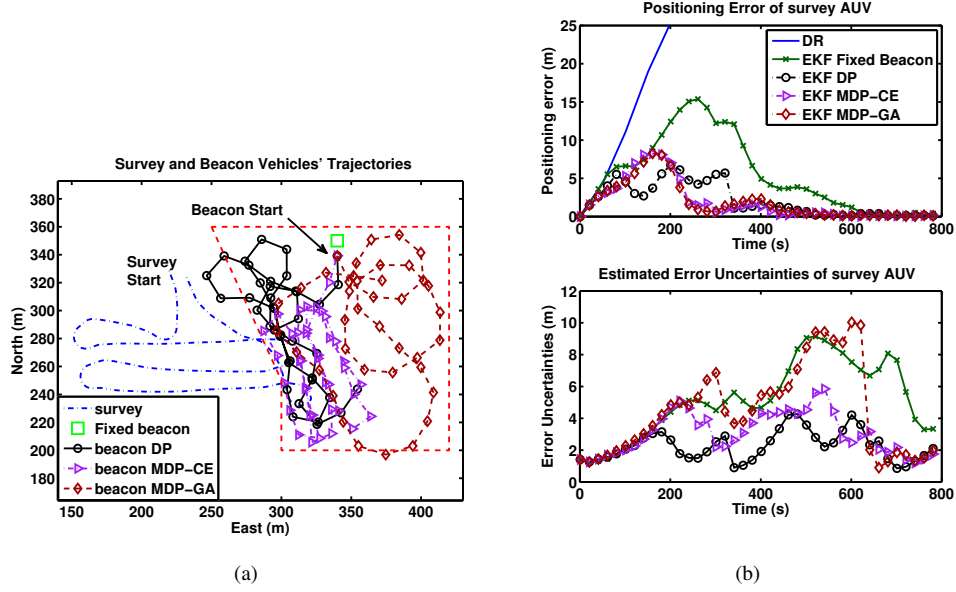 Survey and Beacon Vehicles' Trajectories
380
360
340
320
300
280
260
240
220
200
180
North (m)
Beacon Start
Survey
Start
survey
Fixed beacon
beacon DP
beacon MDP-CE
beacon MDP-GA
150 200 250 300 350 400
East (m)
(a)
Positioning Error of survey AUV
25
20
15
10
5
0
Positioning error (m)
DR
EKF Fixed Beacon
EKF DP
EKF MDP-CE
EKF MDP-GA
0 200 400 600 800
Time (s)
Estimated Error Uncertainties of survey AUV
12
10
8
6
4
2
0
Error Uncertainties (m)
0 200 400 600 800
Time (s)
(b)